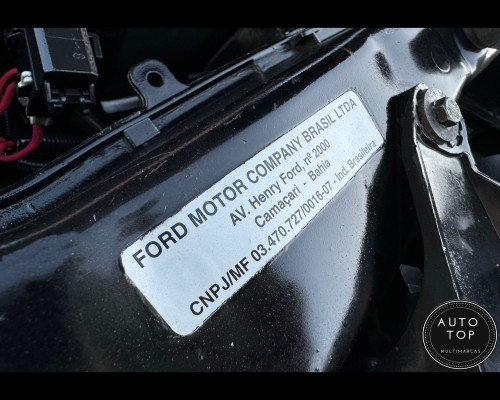 FORD MOTOR COMPANY BRASIL LTDA
AV. Henry Ford, nº 2000
Camaçari - Bahia
CNPJ/MF 03.470.727/0016-07 - Ind. Brasileira
AUTO
TOP
MULTIMARCAS